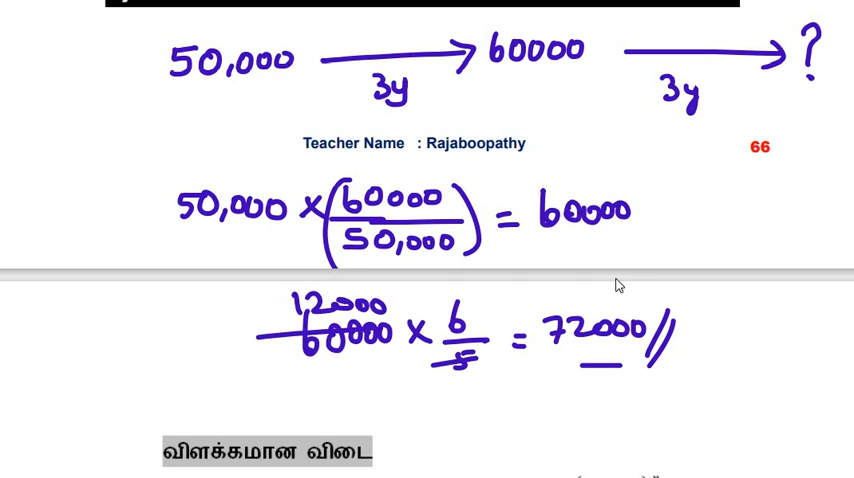 50,000 → 60000 → ?
3y 3y
Teacher Name : Rajaboopathy
66
50,000 × (60000/50,000) = 60000
12000
60000 × 6/5 = 72000//
விளக்கமான விடை